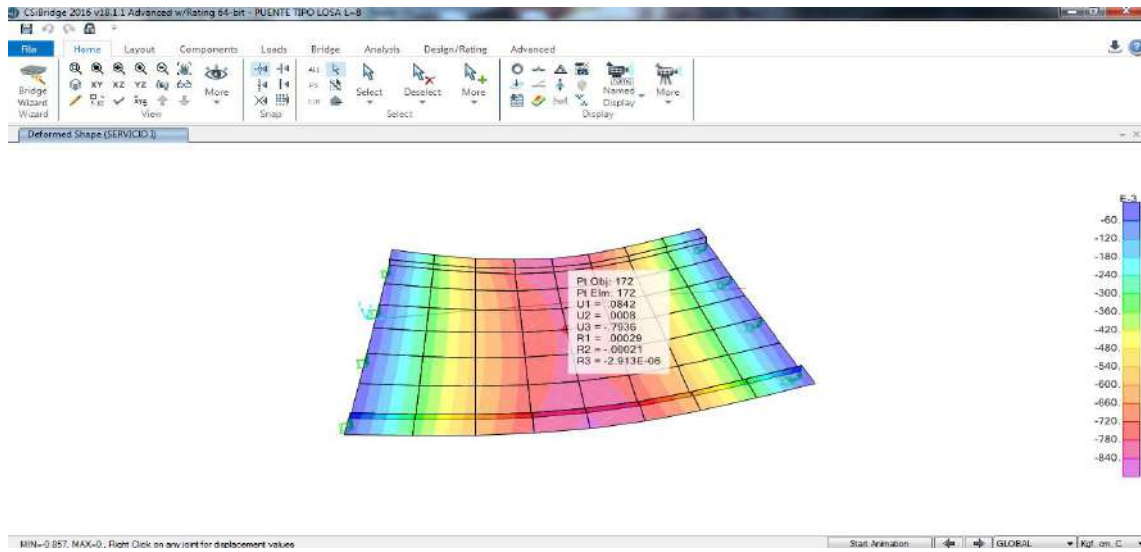 CSiBridge 2016 v18.1.1 Advanced w/Rating 64-bit - PUENTE TIPO LOSA L=8
File Home Layout Components Loads Bridge Analysis Design/Rating Advanced
Bridge
Wizard
XY XZ YZ
More
Select Deselect More
Named
Display
More
Wizard View Snap Select Display
Deformed Shape (SERVICIO I)
E-3
-60.
-120.
-180.
-240.
-300.
-360.
-420.
-480.
-540.
-600.
-660.
-720.
-780.
-840.
Pt Obj: 172
Pt Elm: 172
U1 = .0842
U2 = .0008
U3 = -.7936
R1 = .00029
R2 = -.00021
R3 = -2.913E-06
MIN=-0.857, MAX=0., Right Click on any joint for displacement values
Start Animation GLOBAL Kgf, cm, C